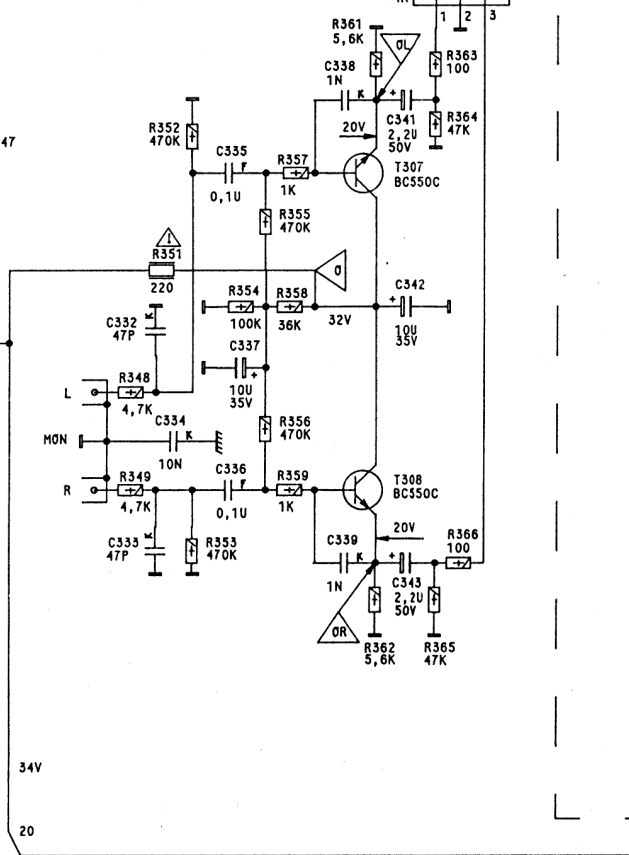 1 2 3
R361
5,6K
ØL
R363
100
C338
1N
K
+
C341
2,2U
50V
R364
47K
47
R352
470K
20V
C335
F
0,1U
R357
1K
T307
BC550C
R355
470K
!
R351
220
Ø
R354
100K
R358
36K
32V
C342
+
10U
35V
K
C332
47P
C337
+
10U
35V
L
R348
4,7K
R356
470K
C334
K
10N
MØN
R
R349
4,7K
C336
F
0,1U
R359
1K
T308
BC550C
K
C333
47P
R353
470K
20V
R366
100
C339
K
1N
+
C343
2,2U
50V
ØR
R362
5,6K
R365
47K
34V
20